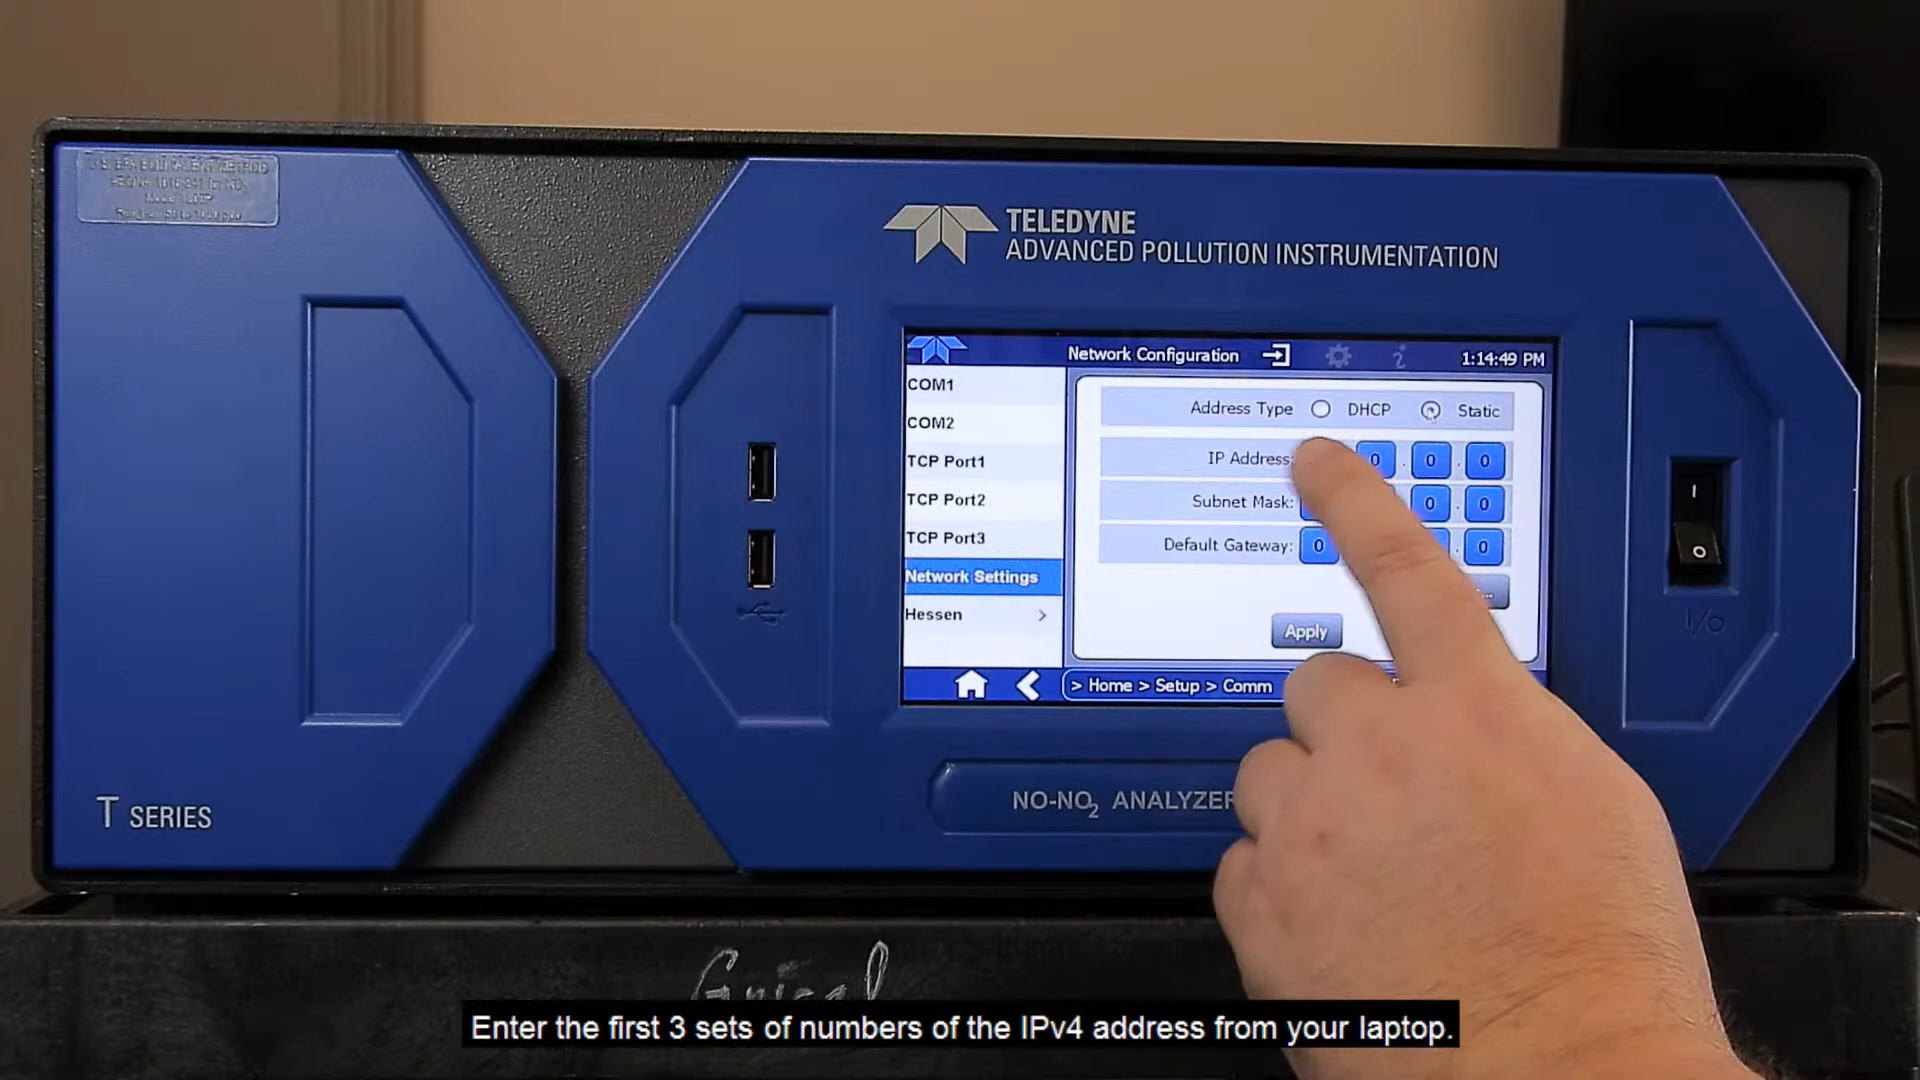 U.S. EPA EQUIVALENT METHOD
TELEDYNE
ADVANCED POLLUTION INSTRUMENTATION
Network Configuration
1:14:49 PM
COM1
COM2
TCP Port1
TCP Port2
TCP Port3
Network Settings
Hessen >
Address Type DHCP Static
IP Address: 0 . 0 . 0
Subnet Mask: 0 . 0
Default Gateway: 0 . 0
Apply
> Home > Setup > Comm
I
O
I/O
NO-NO2 ANALYZER
T SERIES
Enter the first 3 sets of numbers of the IPv4 address from your laptop.